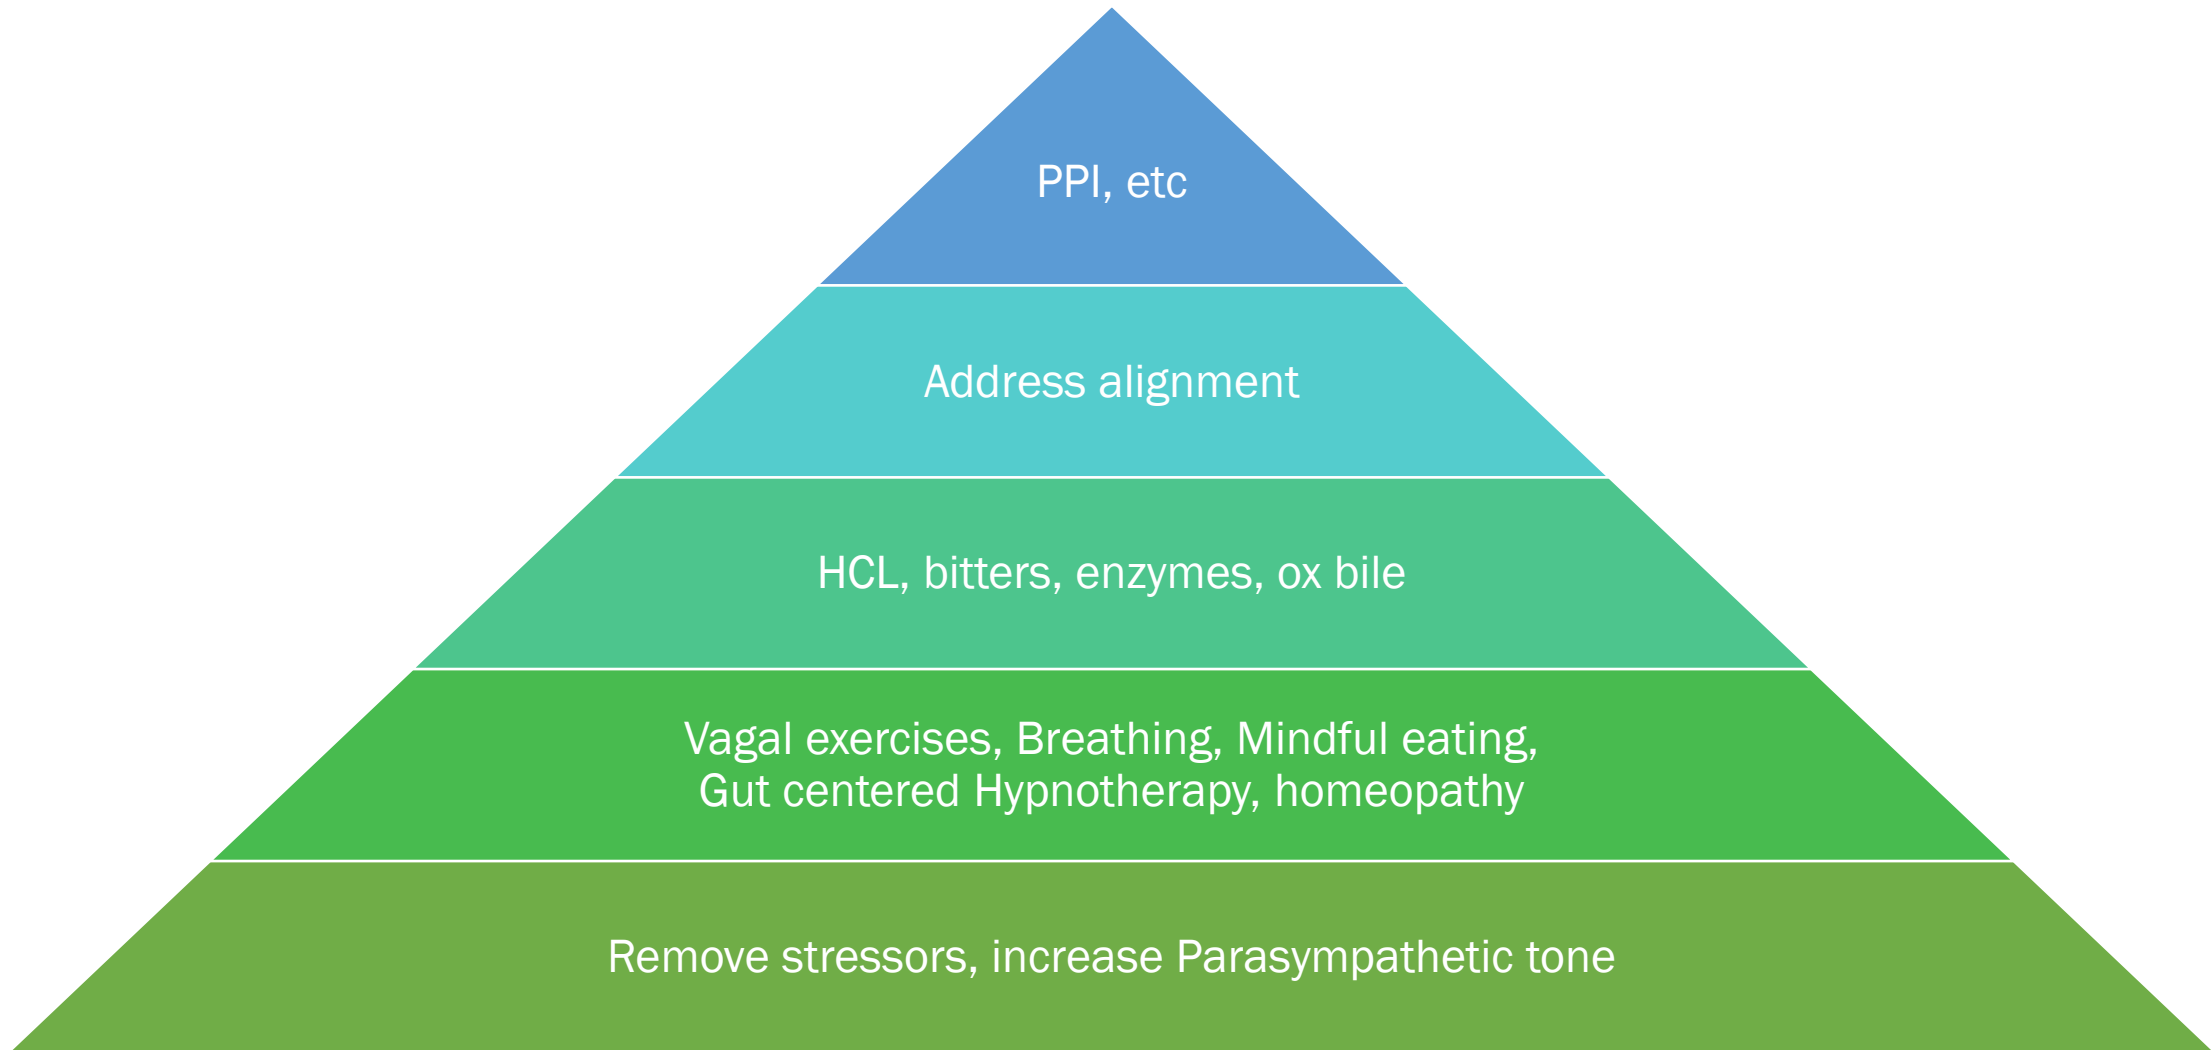 PPI, etc
Address alignment
HCL, bitters, enzymes, ox bile
Vagal exercises, Breathing, Mindful eating,
Gut centered Hypnotherapy, homeopathy
Remove stressors, increase Parasympathetic tone